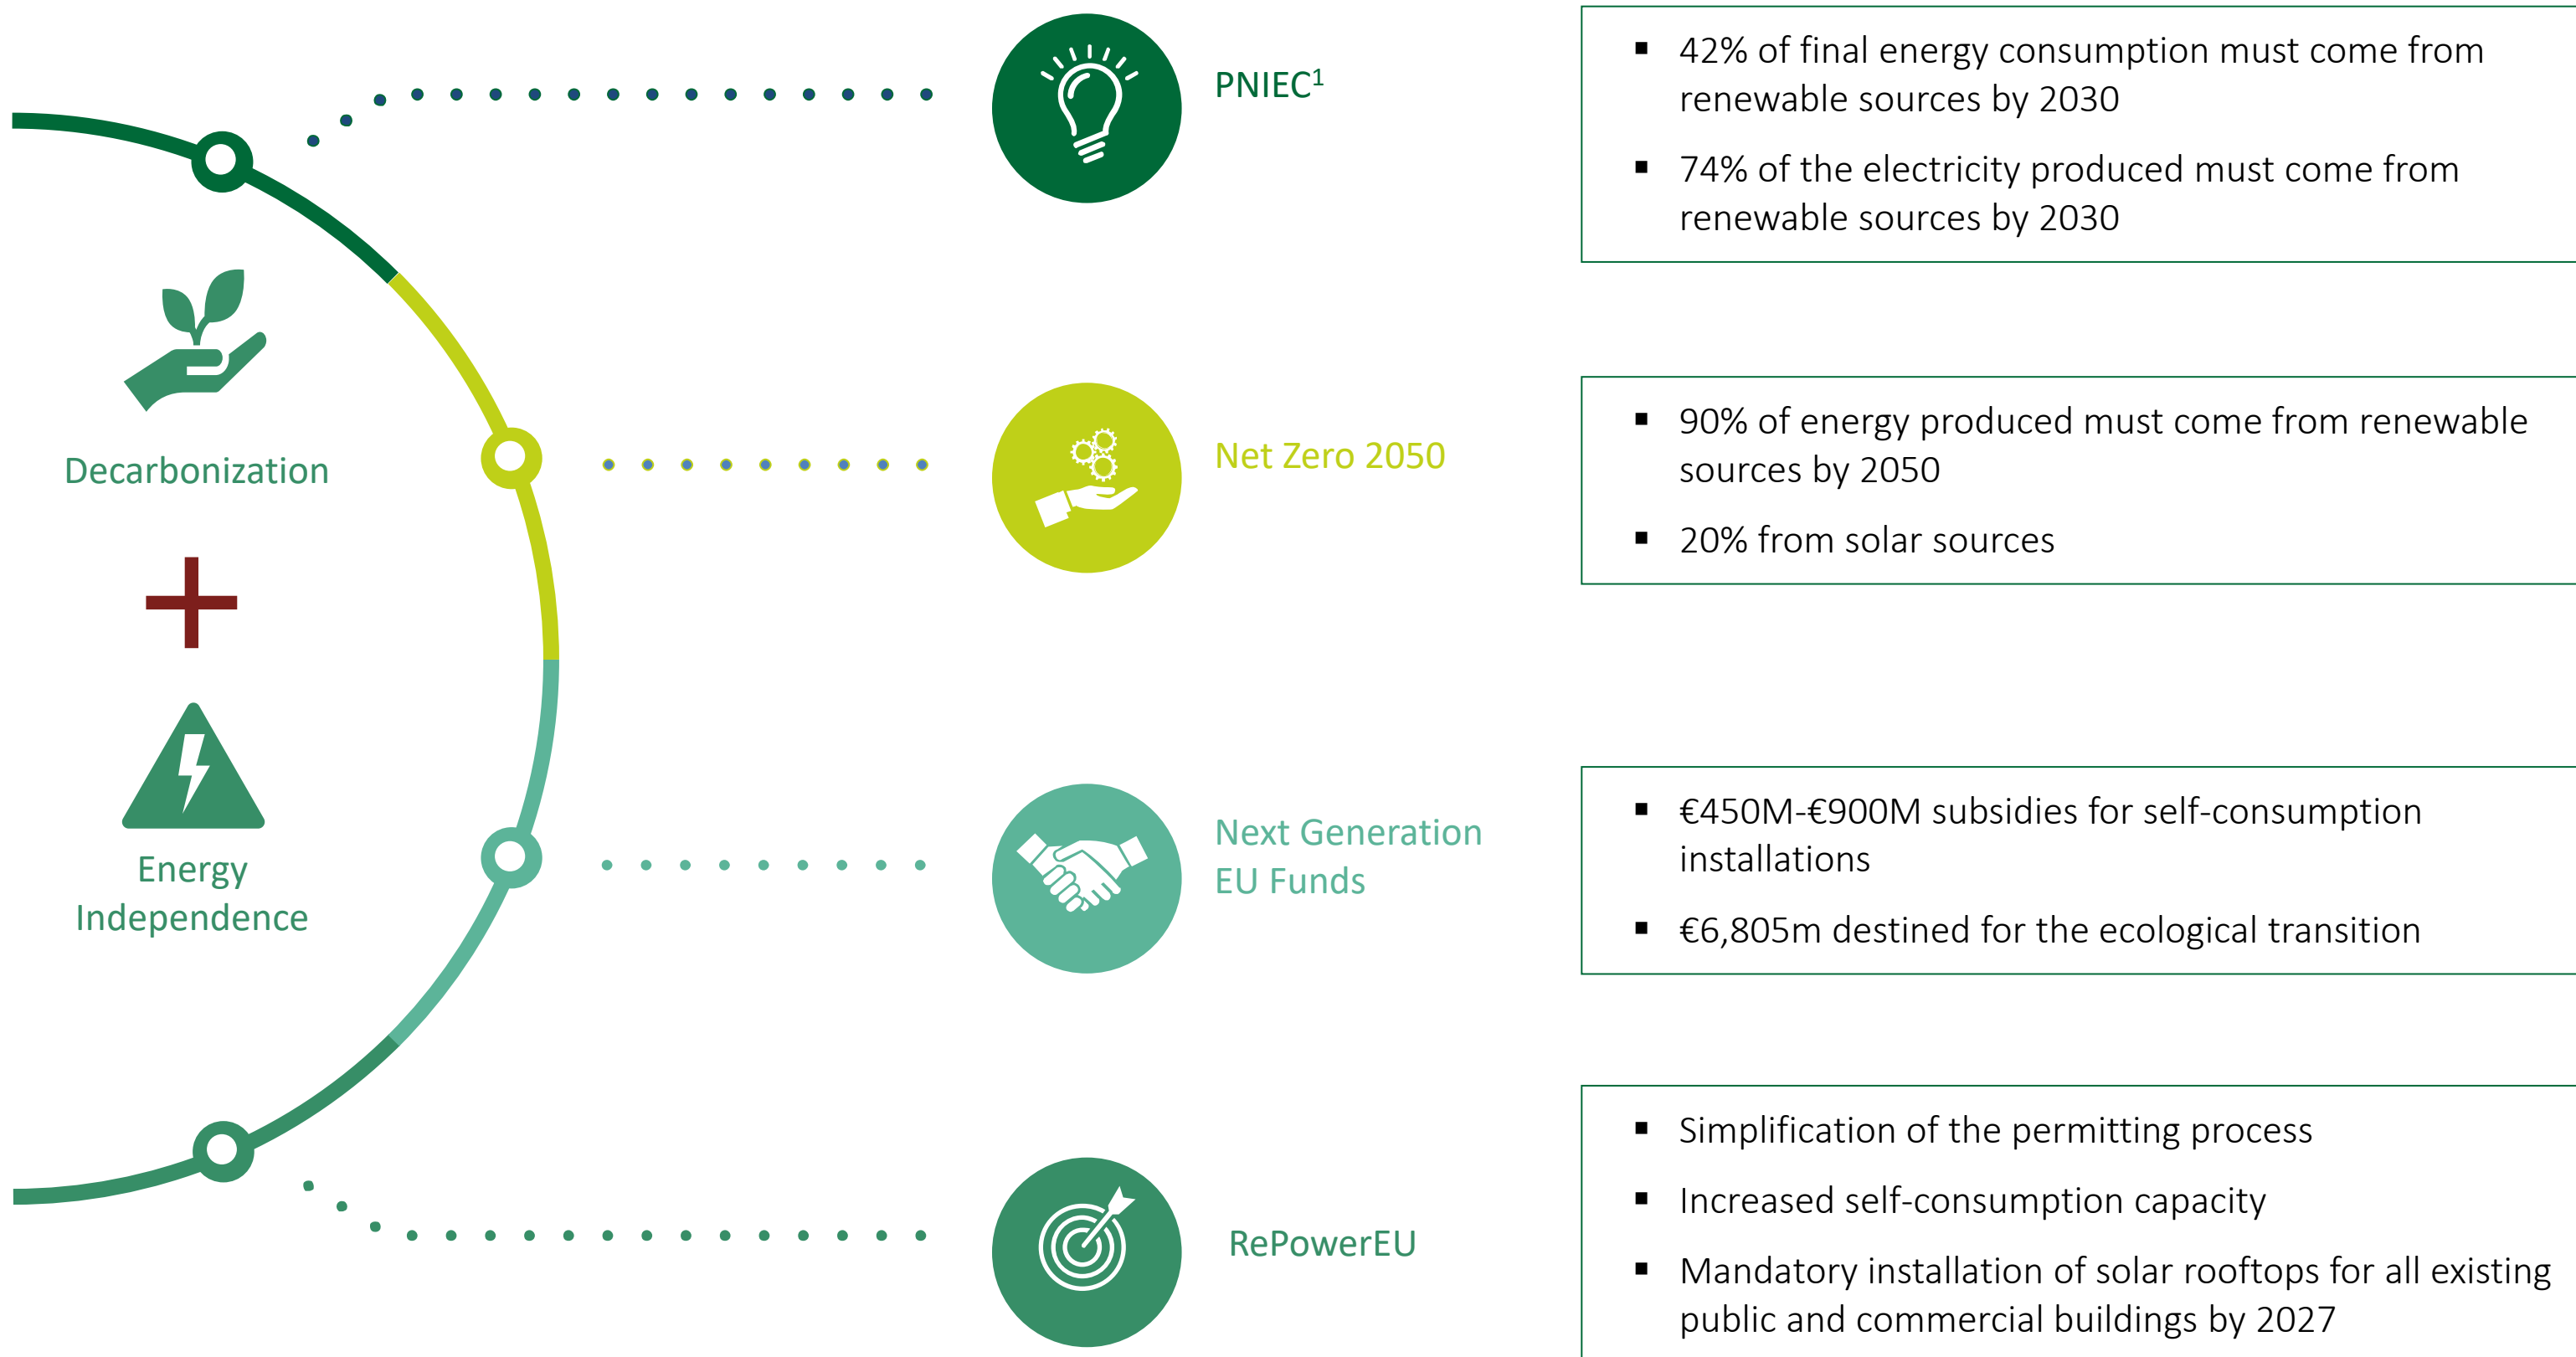 PNIEC¹
▪ 42% of final energy consumption must come from
renewable sources by 2030
▪ 74% of the electricity produced must come from
renewable sources by 2030
Decarbonization
Net Zero 2050
▪ 90% of energy produced must come from renewable
sources by 2050
▪ 20% from solar sources
Energy
Independence
Next Generation
EU Funds
▪ €450M-€900M subsidies for self-consumption
installations
▪ €6,805m destined for the ecological transition
RePowerEU
▪ Simplification of the permitting process
▪ Increased self-consumption capacity
▪ Mandatory installation of solar rooftops for all existing
public and commercial buildings by 2027